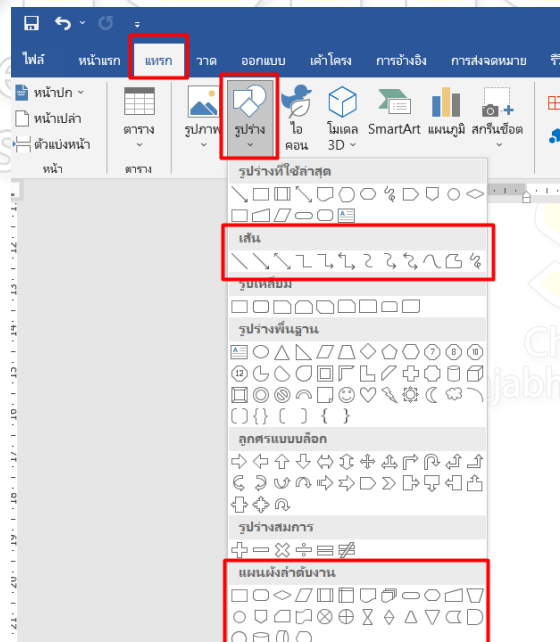 ไฟล์ หน้าแรก แทรก วาด ออกแบบ เค้าโครง การอ้างอิง การส่งจดหมาย
หน้าปก
หน้าเปล่า
ตัวแบ่งหน้า
หน้า
ตาราง
ตาราง
รูปภาพ
รูปร่าง
ไอคอน
โมเดล 3D
SmartArt
แผนภูมิ
สกรีนช็อต
รูปร่างที่ใช้ล่าสุด
เส้น
รูปเหลี่ยม
รูปร่างพื้นฐาน
ลูกศรแบบบล็อก
รูปร่างสมการ
แผนผังลำดับงาน